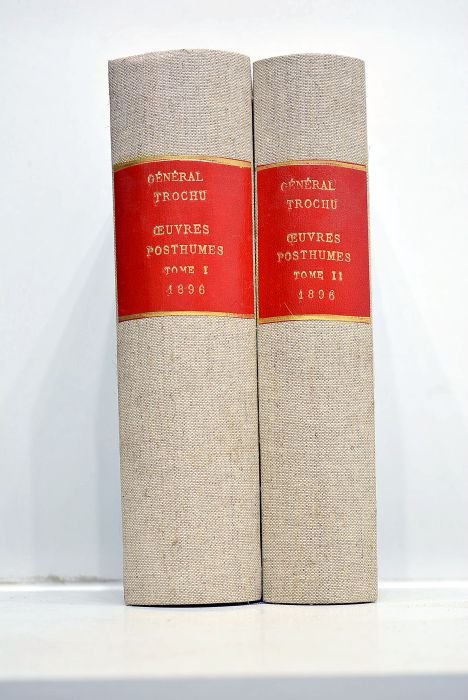 GÉNÉRAL
TROCHU
ŒUVRES
POSTHUMES
TOME I
1896
GÉNÉRAL
TROCHU
ŒUVRES
POSTHUMES
TOME II
1896